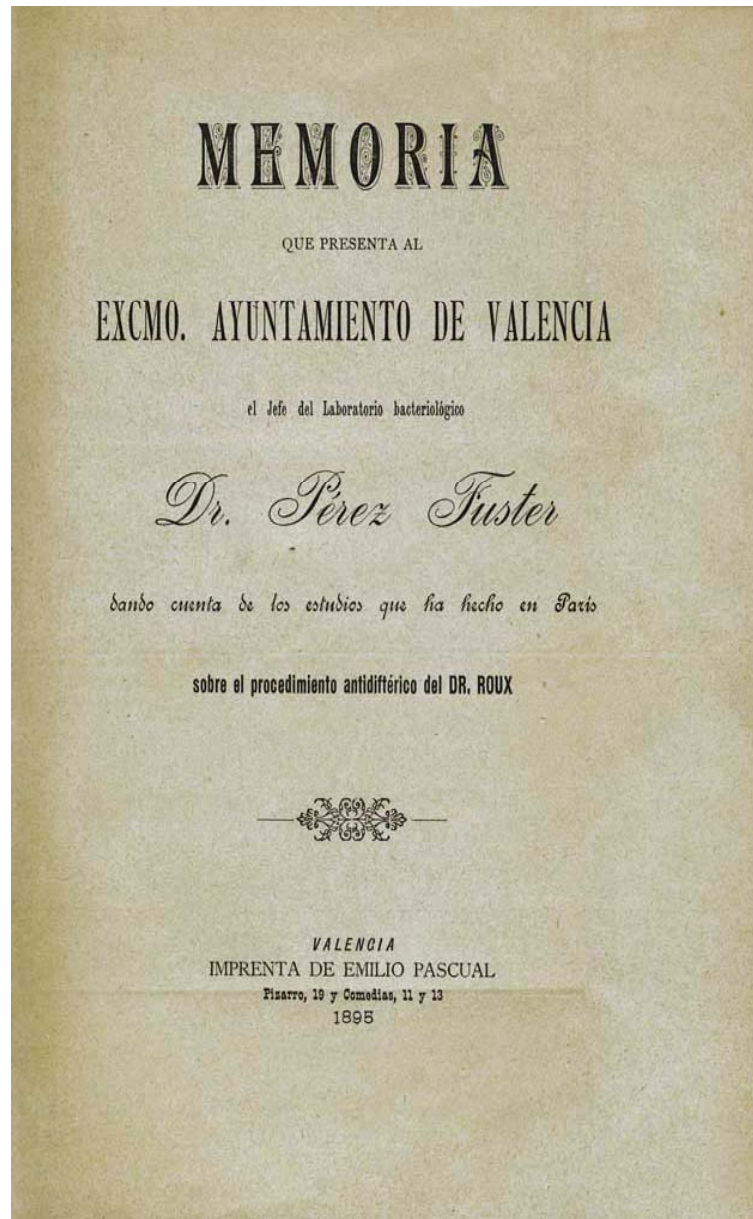 MEMORIA
QUE PRESENTA AL
EXCMO. AYUNTAMIENTO DE VALENCIA
el Jefe del Laboratorio bacteriológico
Dr. Pérez Fuster
dando cuenta de los estudios que ha hecho en París
sobre el procedimiento antidiftérico del DR. ROUX
VALENCIA
IMPRENTA DE EMILIO PASCUAL
Pizarro, 19 y Comedias, 11 y 13
1895